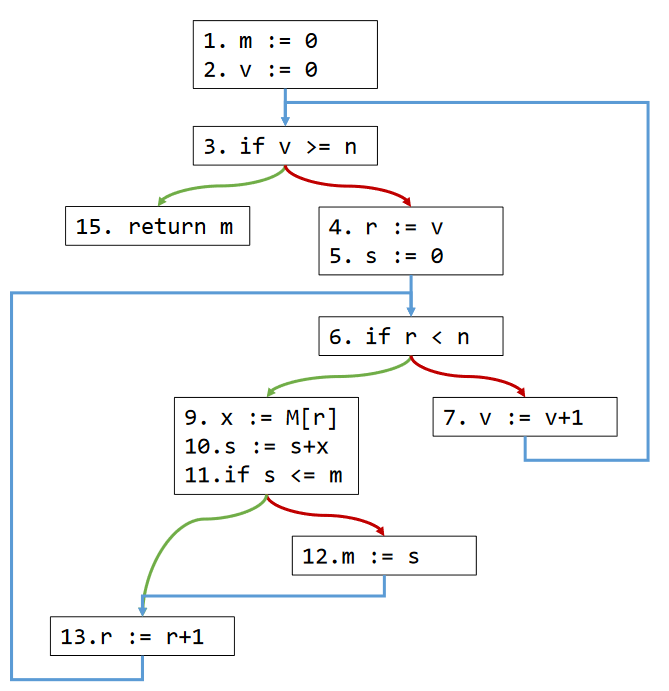 1. m := 0
2. v := 0
3. if v >= n
15. return m
4. r := v
5. s := 0
6. if r < n
9. x := M[r]
10.s := s+x
11.if s <= m
7. v := v+1
12.m := s
13.r := r+1